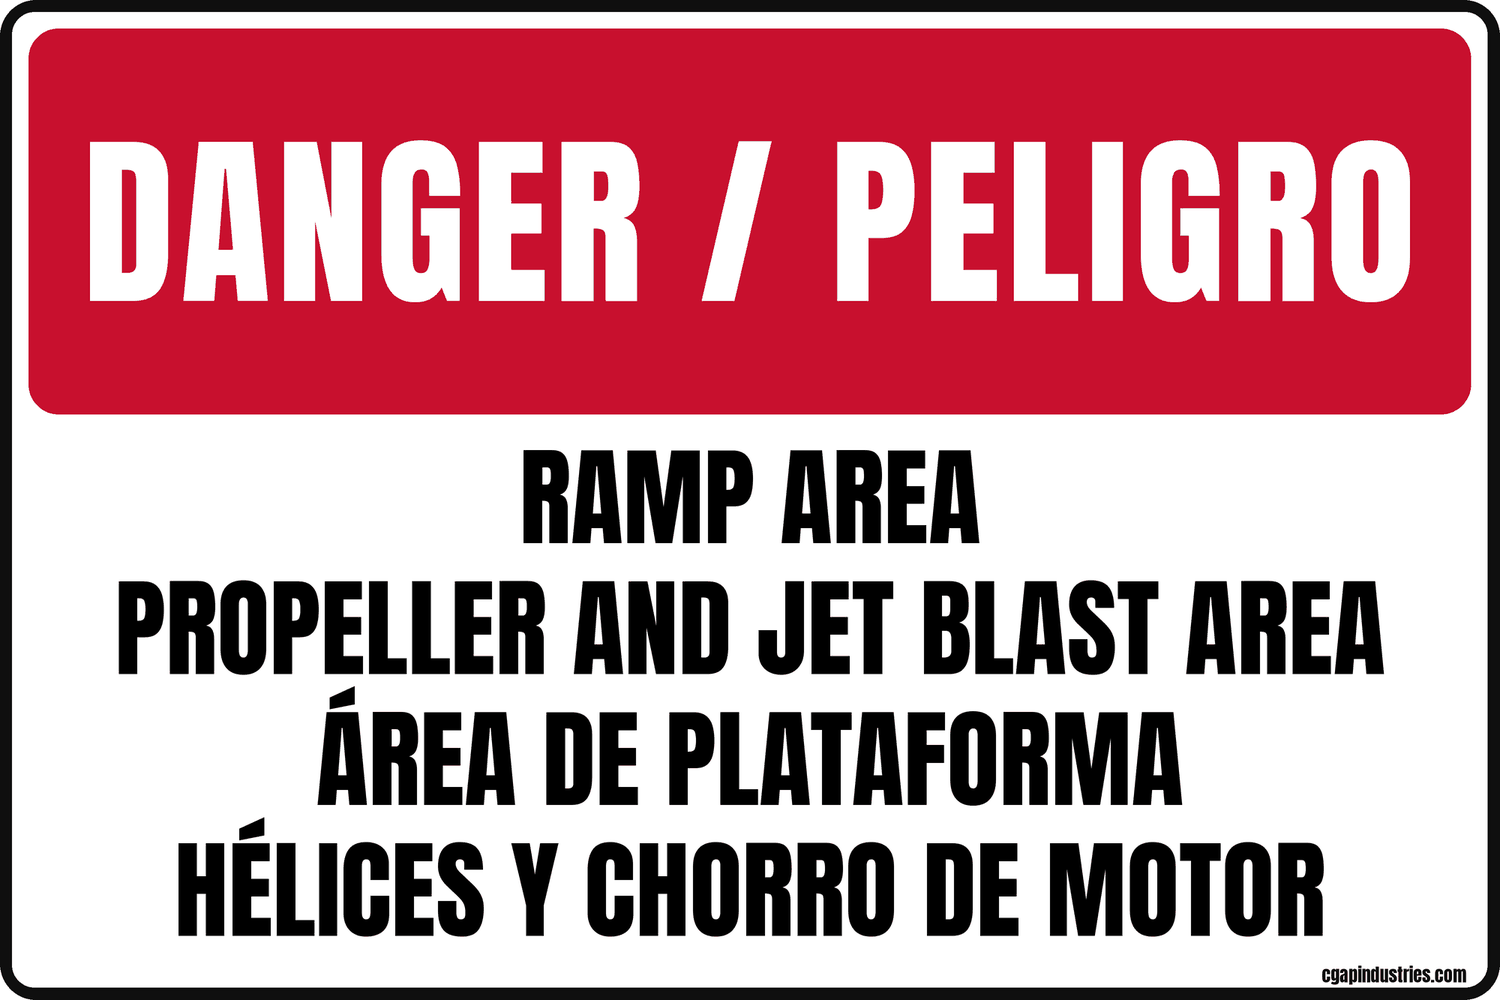 DANGER / PELIGRO
RAMP AREA
PROPELLER AND JET BLAST AREA
ÁREA DE PLATAFORMA
HÉLICES Y CHORRO DE MOTOR
cgapindustries.com